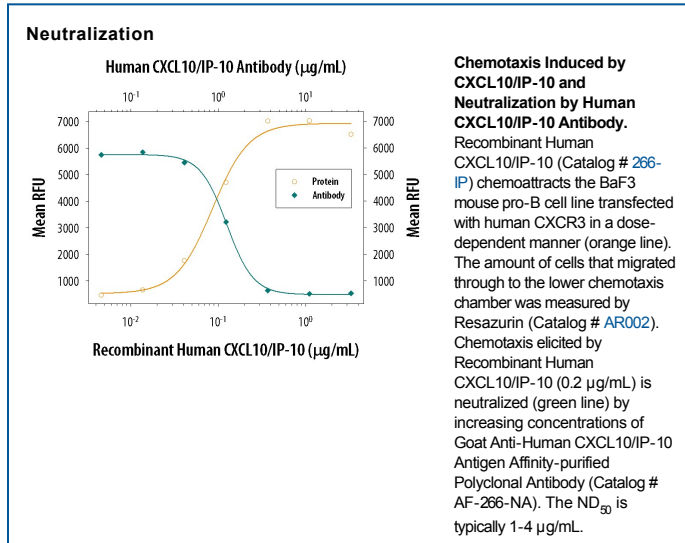 Neutralization
Human CXCL10/IP-10 Antibody (µg/mL)
10⁻¹ 10⁰ 10¹
7000 7000
6000 6000
5000 5000
4000 4000
3000 3000
2000 2000
1000 1000
Mean RFU
Mean RFU
Protein
Antibody
10⁻² 10⁻¹ 10⁰
Recombinant Human CXCL10/IP-10 (µg/mL)
Chemotaxis Induced by
CXCL10/IP-10 and
Neutralization by Human
CXCL10/IP-10 Antibody.
Recombinant Human
CXCL10/IP-10 (Catalog # 266-
IP) chemoattracts the BaF3
mouse pro-B cell line transfected
with human CXCR3 in a dose-
dependent manner (orange line).
The amount of cells that migrated
through to the lower chemotaxis
chamber was measured by
Resazurin (Catalog # AR002).
Chemotaxis elicited by
Recombinant Human
CXCL10/IP-10 (0.2 µg/mL) is
neutralized (green line) by
increasing concentrations of
Goat Anti-Human CXCL10/IP-10
Antigen Affinity-purified
Polyclonal Antibody (Catalog #
AF-266-NA). The ND₅₀ is
typically 1-4 µg/mL.